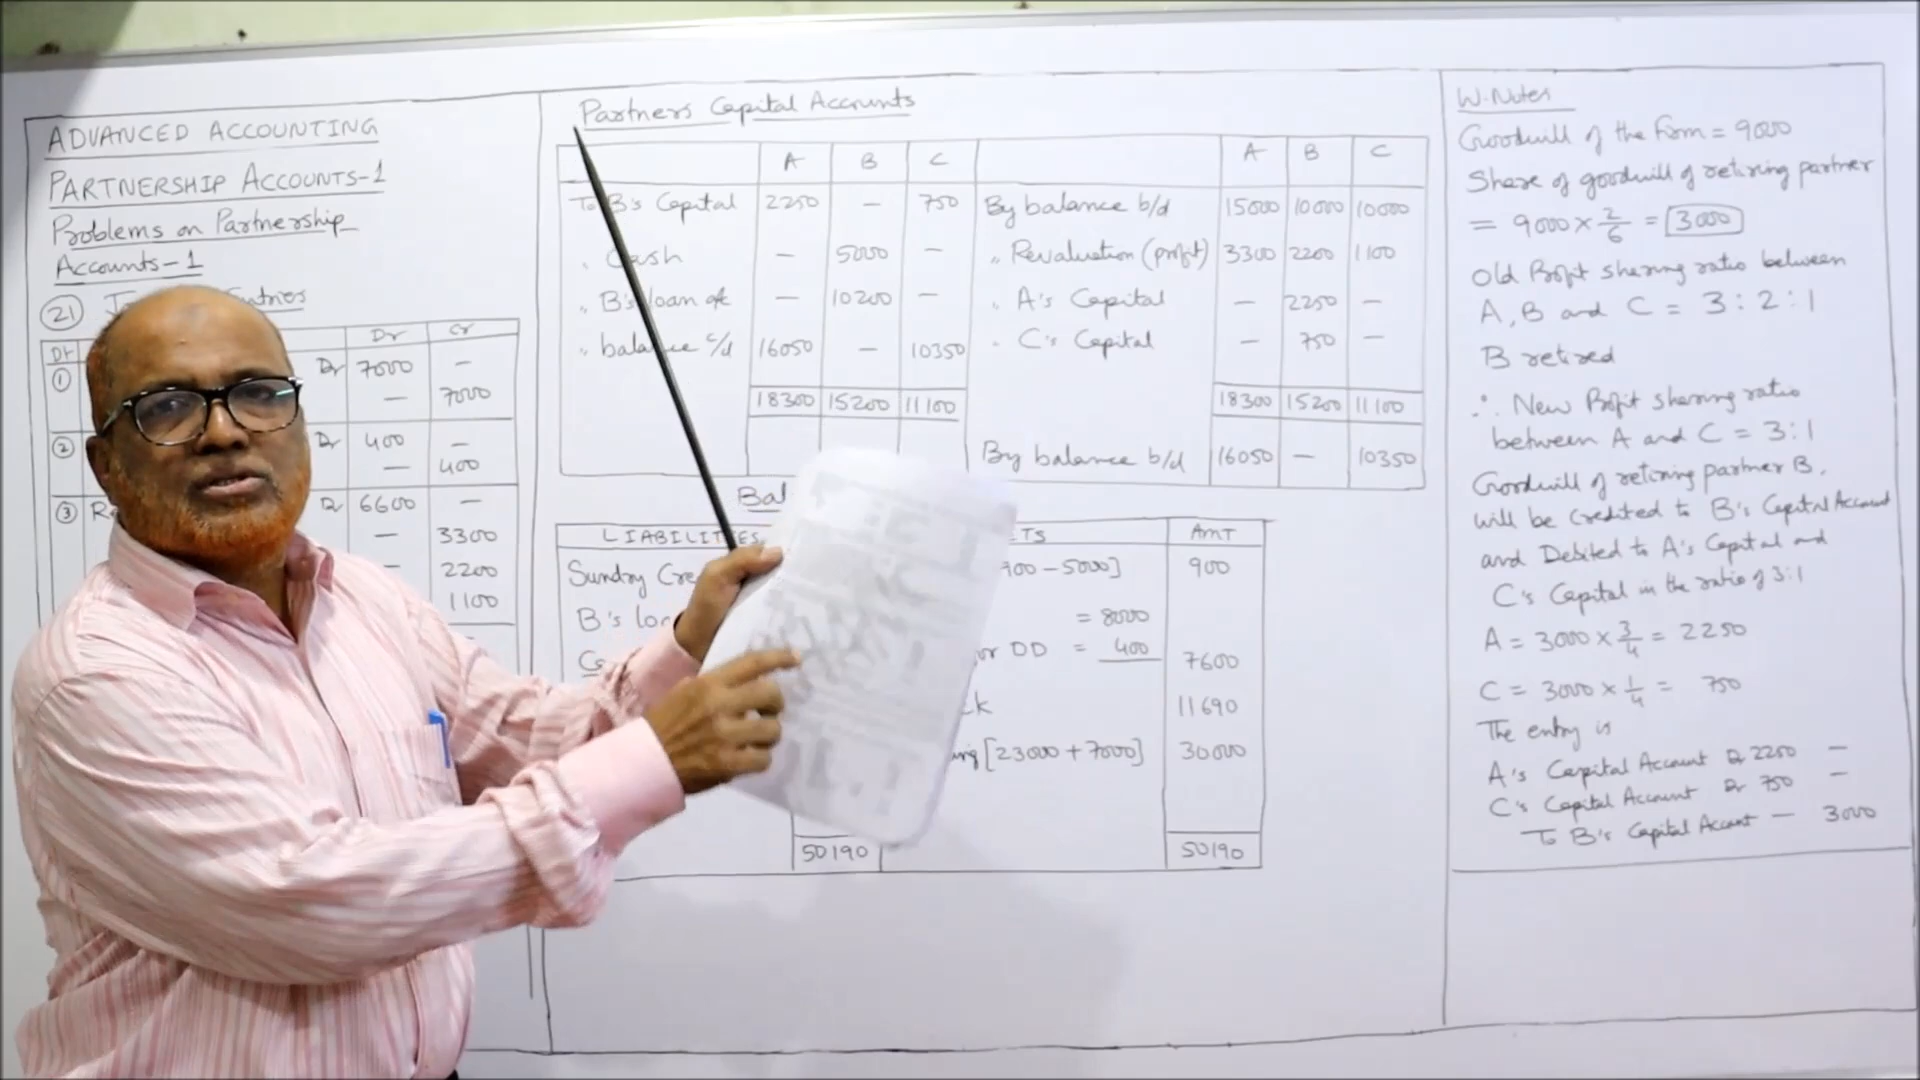 ADVANCED ACCOUNTING
PARTNERSHIP ACCOUNTS-1
Problems on Partnership
Accounts-1
21
Dr Cr
1 Dr 7000 —
— 7000
2 Dr 400 —
— 400
3 Dr 6600 —
— 3300
— 2200
1100
Partners Capital Accounts
A B C A B C
To B's Capital 2250 — 750 By balance b/d 15000 10000 10000
" Cash — 5000 — " Revaluation (profit) 3300 2200 1100
" B's loan a/c — 10200 — " A's Capital — 2250 —
" balance c/d 16050 — 10350 " C's Capital — 750 —
18300 15200 11100 18300 15200 11100
By balance b/d 16050 — 10350
LIABILITIES AMT
Sundry 900 – 5000] 900
B's = 8000
DD = 400 7600
11690
[23000 + 7000] 30000
50190 50190
W.Notes
Goodwill of the Firm = 9000
Share of goodwill of retiring partner
= 9000 × 2/6 = 3000
Old Profit sharing ratio between
A, B and C = 3 : 2 : 1
B retired
∴ New Profit sharing ratio
between A and C = 3:1
Goodwill of retiring partner B,
will be credited to B's Capital Account
and Debited to A's Capital and
C's Capital in the ratio of 3:1
A = 3000 × 3/4 = 2250
C = 3000 × 1/4 = 750
The entry is
A's Capital Account Dr 2250 —
C's Capital Account Dr 750 —
To B's Capital Account — 3000